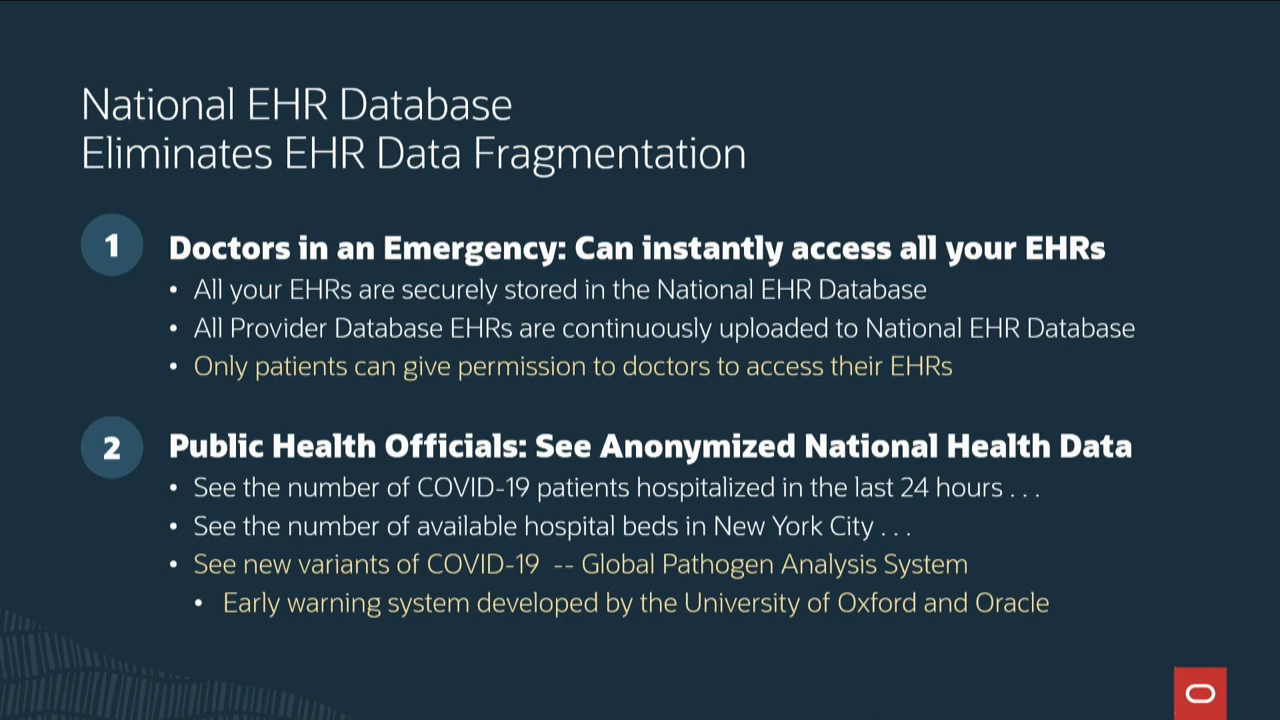 National EHR Database
Eliminates EHR Data Fragmentation
1 Doctors in an Emergency: Can instantly access all your EHRs
• All your EHRs are securely stored in the National EHR Database
• All Provider Database EHRs are continuously uploaded to National EHR Database
• Only patients can give permission to doctors to access their EHRs
2 Public Health Officials: See Anonymized National Health Data
• See the number of COVID-19 patients hospitalized in the last 24 hours . . .
• See the number of available hospital beds in New York City . . .
• See new variants of COVID-19 -- Global Pathogen Analysis System
• Early warning system developed by the University of Oxford and Oracle